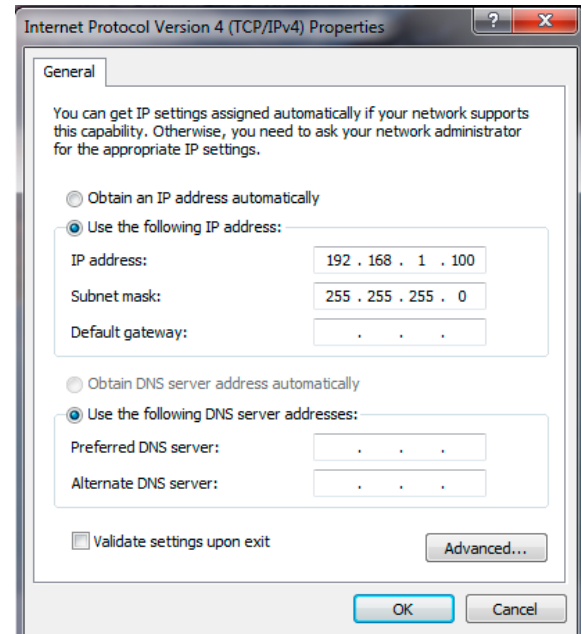 Internet Protocol Version 4 (TCP/IPv4) Properties
General
You can get IP settings assigned automatically if your network supports
this capability. Otherwise, you need to ask your network administrator
for the appropriate IP settings.
Obtain an IP address automatically
Use the following IP address:
IP address: 192 . 168 . 1 . 100
Subnet mask: 255 . 255 . 255 . 0
Default gateway: . . .
Obtain DNS server address automatically
Use the following DNS server addresses:
Preferred DNS server: . . .
Alternate DNS server: . . .
Validate settings upon exit
Advanced...
OK Cancel